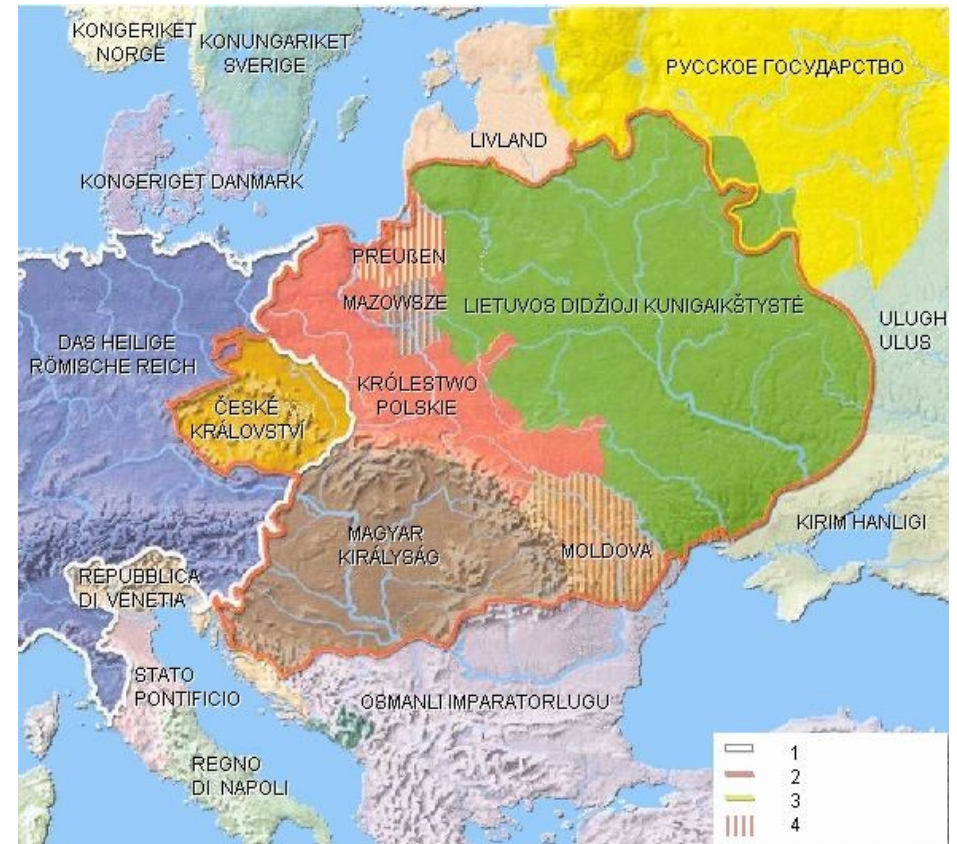 KONGERIKET
NORGE
KONUNGARIKET
SVERIGE
РУССКОЕ ГОСУДАРСТВО
LIVLAND
KONGERIGET DANMARK
PREUßEN
MAZOWSZE
LIETUVOS DIDŽIOJI KUNIGAIKŠTYSTÉ
ULUGH
ULUS
DAS HEILIGE
RÖMISCHE REICH
KRÓLESTWO
POLSKIE
ČESKÉ
KRÁLOVSTVÍ
MAGYAR
KIRÁLYSÁG
MOLDOVA
KIRIM HANLIGI
REPUBBLICA
DI VENETIA
STATO
PONTIFICIO
OSMANLI IMPARATORLUGU
REGNO
DI NAPOLI
1
2
3
4